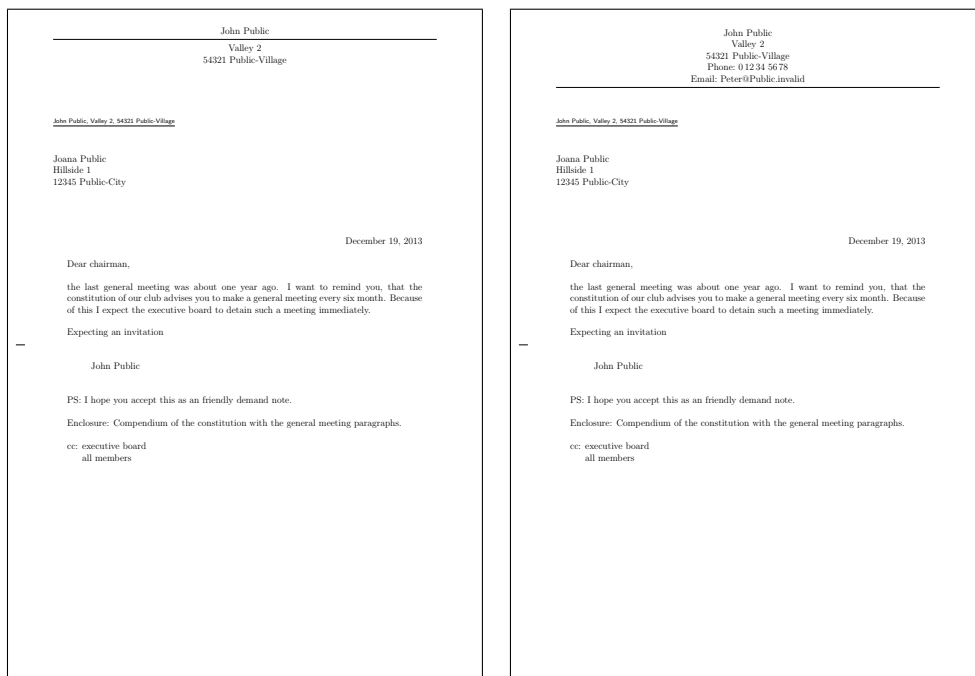 John Public
Valley 2
54321 Public-Village
John Public, Valley 2, 54321 Public-Village
Joana Public
Hillside 1
12345 Public-City
December 19, 2013
Dear chairman,
the last general meeting was about one year ago. I want to remind you, that the
constitution of our club advises you to make a general meeting every six month. Because
of this I expect the executive board to detain such a meeting immediately.
Expecting an invitation
John Public
PS: I hope you accept this as an friendly demand note.
Enclosure: Compendium of the constitution with the general meeting paragraphs.
cc: executive board
all members
John Public
Valley 2
54321 Public-Village
Phone: 0 12 34 56 78
Email: Peter@Public.invalid
John Public, Valley 2, 54321 Public-Village
Joana Public
Hillside 1
12345 Public-City
December 19, 2013
Dear chairman,
the last general meeting was about one year ago. I want to remind you, that the
constitution of our club advises you to make a general meeting every six month. Because
of this I expect the executive board to detain such a meeting immediately.
Expecting an invitation
John Public
PS: I hope you accept this as an friendly demand note.
Enclosure: Compendium of the constitution with the general meeting paragraphs.
cc: executive board
all members